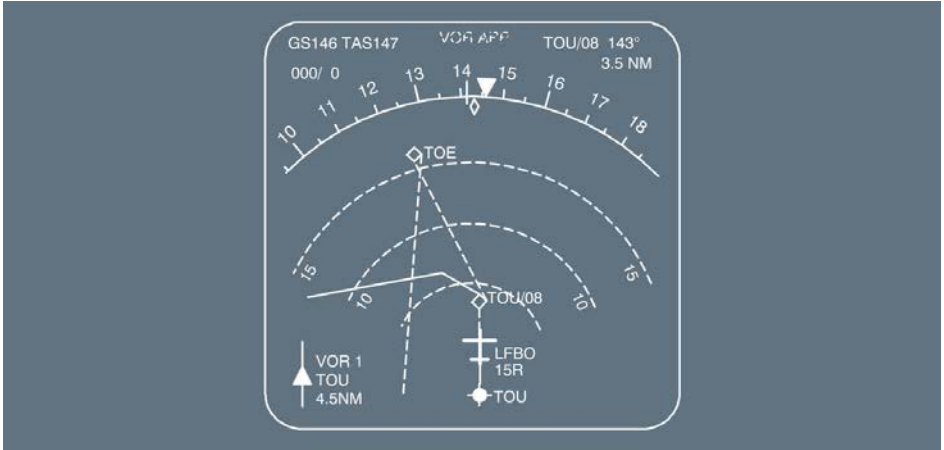 GS146 TAS147
VOR APP
TOU/08 143°
3.5 NM
000/ 0
10 11 12 13 14 15 16 17 18
TOE
15 15
10 10
TOU/08
LFBO
15R
TOU
VOR 1
TOU
4.5NM